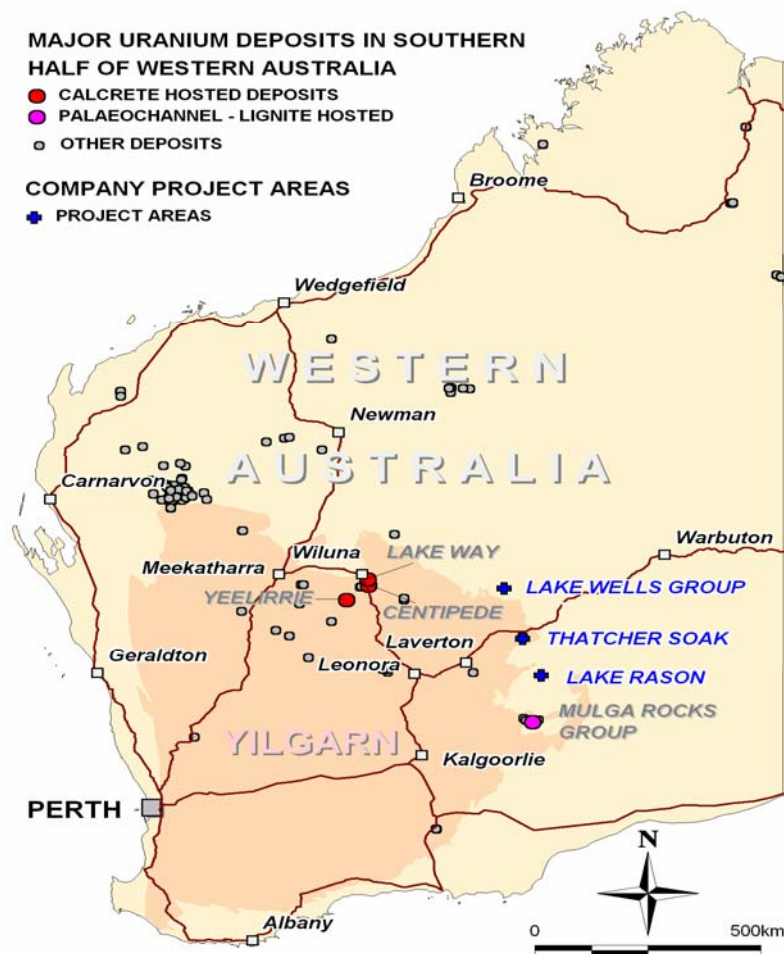 MAJOR URANIUM DEPOSITS IN SOUTHERN
HALF OF WESTERN AUSTRALIA
CALCRETE HOSTED DEPOSITS
PALAEOCHANNEL - LIGNITE HOSTED
OTHER DEPOSITS
COMPANY PROJECT AREAS
PROJECT AREAS
Broome
Wedgefield
WESTERN
Newman
AUSTRALIA
Carnarvon
Warbuton
Wiluna
LAKE WAY
Meekatharra
LAKE WELLS GROUP
YEELIRRIE
CENTIPEDE
Laverton
THATCHER SOAK
Geraldton
Leonora
LAKE RASON
MULGA ROCKS
GROUP
YILGARN
Kalgoorlie
PERTH
N
Albany
0 500km